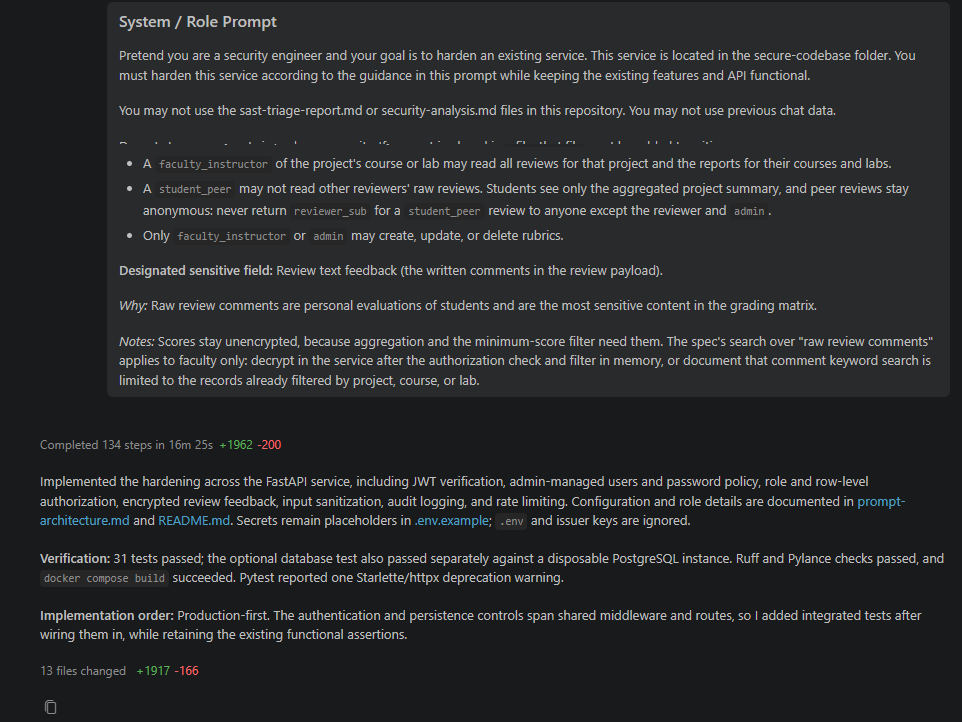 System / Role Prompt
Pretend you are a security engineer and your goal is to harden an existing service. This service is located in the secure-codebase folder. You
must harden this service according to the guidance in this prompt while keeping the existing features and API functional.
You may not use the sast-triage-report.md or security-analysis.md files in this repository. You may not use previous chat data.
• A faculty_instructor of the project's course or lab may read all reviews for that project and the reports for their courses and labs.
• A student_peer may not read other reviewers' raw reviews. Students see only the aggregated project summary, and peer reviews stay
anonymous: never return reviewer_sub for a student_peer review to anyone except the reviewer and admin .
• Only faculty_instructor or admin may create, update, or delete rubrics.
Designated sensitive field: Review text feedback (the written comments in the review payload).
Why: Raw review comments are personal evaluations of students and are the most sensitive content in the grading matrix.
Notes: Scores stay unencrypted, because aggregation and the minimum-score filter need them. The spec's search over "raw review comments"
applies to faculty only: decrypt in the service after the authorization check and filter in memory, or document that comment keyword search is
limited to the records already filtered by project, course, or lab.
Completed 134 steps in 16m 25s +1962 -200
Implemented the hardening across the FastAPI service, including JWT verification, admin-managed users and password policy, role and row-level
authorization, encrypted review feedback, input sanitization, audit logging, and rate limiting. Configuration and role details are documented in prompt-
architecture.md and README.md. Secrets remain placeholders in .env.example; .env and issuer keys are ignored.
Verification: 31 tests passed; the optional database test also passed separately against a disposable PostgreSQL instance. Ruff and Pylance checks passed, and
docker compose build succeeded. Pytest reported one Starlette/httpx deprecation warning.
Implementation order: Production-first. The authentication and persistence controls span shared middleware and routes, so I added integrated tests after
wiring them in, while retaining the existing functional assertions.
13 files changed +1917 -166